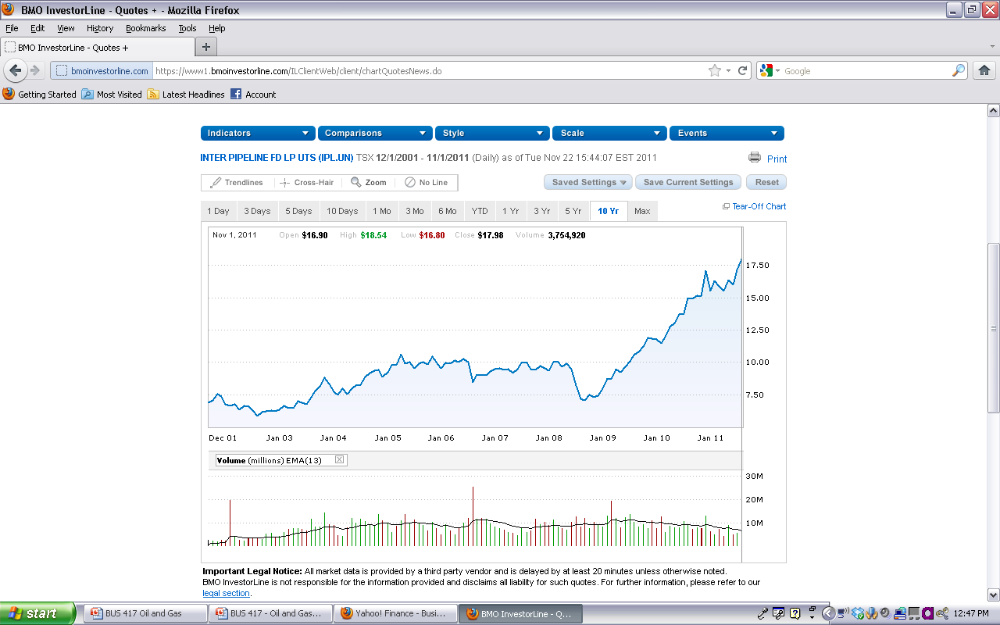 BMO InvestorLine - Quotes + - Mozilla Firefox
File Edit View History Bookmarks Tools Help
BMO InvestorLine - Quotes +
bmoinvestorline.com https://www1.bmoinvestorline.com/ILClientWeb/client/chartQuotesNews.do Google
Getting Started Most Visited Latest Headlines Account
Indicators Comparisons Style Scale Events
INTER PIPELINE FD LP UTS (IPL.UN) TSX 12/1/2001 - 11/1/2011 (Daily) as of Tue Nov 22 15:44:07 EST 2011 Print
Trendlines Cross-Hair Zoom No Line Saved Settings Save Current Settings Reset
1 Day 3 Days 5 Days 10 Days 1 Mo 3 Mo 6 Mo YTD 1 Yr 3 Yr 5 Yr 10 Yr Max Tear-Off Chart
Nov 1, 2011 Open $16.90 High $18.54 Low $16.80 Close $17.98 Volume 3,754,920
17.50
15.00
12.50
10.00
7.50
Dec 01 Jan 03 Jan 04 Jan 05 Jan 06 Jan 07 Jan 08 Jan 09 Jan 10 Jan 11
Volume (millions) EMA(13)
30M
20M
10M
Important Legal Notice: All market data is provided by a third party vendor and is delayed by at least 20 minutes unless otherwise noted.
BMO InvestorLine is not responsible for the information provided and disclaims all liability for such quotes. For further information, please refer to our
legal section.
start BUS 417 Oil and Gas BUS 417 - Oil and Gas... Yahoo! Finance - Busi... BMO InvestorLine - Q... 12:47 PM